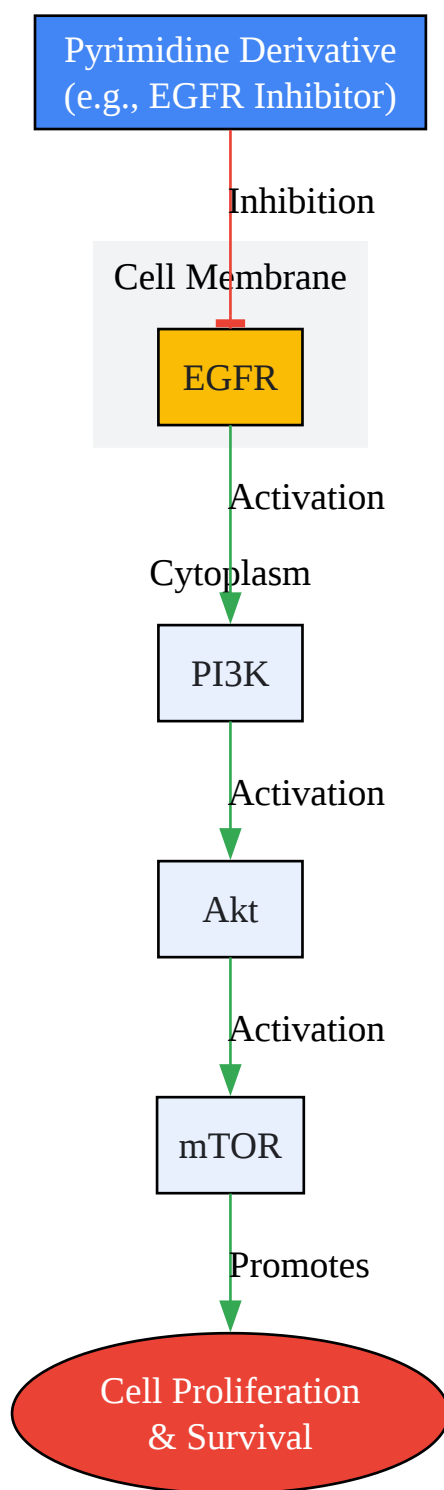 Pyrimidine Derivative
(e.g., EGFR Inhibitor)
Inhibition
Cell Membrane
EGFR
Activation
Cytoplasm
PI3K
Activation
Akt
Activation
mTOR
Promotes
Cell Proliferation
& Survival